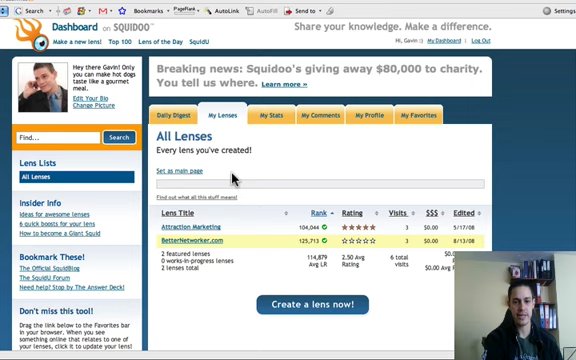 Search
Bookmarks
PageRank
AutoLink
AutoFill
Send to
Settings
Dashboard on SQUIDOO
Share your knowledge. Make a difference.
Make a new lens! Top 100 Lens of the Day SquidU
Hi, Gavin :) My Dashboard Log Out
Hey there Gavin! Only you can make hot dogs taste like a gourmet meal.
Edit Your Bio
Change Picture
Breaking news: Squidoo's giving away $80,000 to charity.
You tell us where. Learn more »
Find... Search
Daily Digest My Lenses My Stats My Comments My Profile My Favorites
Lens Lists
All Lenses
Insider Info
Ideas for awesome lenses
6 quick boosts for your lens
How to become a Giant Squid
Bookmark These!
The Official SquidBlog
The SquidU Forum
Need help? Stop by The Answer Deck!
Don't miss this tool!
Drag the link below to the Favorites bar in your browser. When you see something online that relates to one of your lenses, click it to update your lens!
All Lenses
Every lens you've created!
Set as main page
Find out what all this stuff means!
Lens Title Rank Rating Visits $$$ Edited
Attraction Marketing 104,044 3 $0.00 5/17/08
BetterNetworker.com 125,713 3 $0.00 8/13/08
2 featured lenses
0 works-in-progress lenses
2 lenses total
114,879 Avg LR
2.50 Avg Rating
6 total visits
$0.00
$0.00 Avg
Create a lens now!